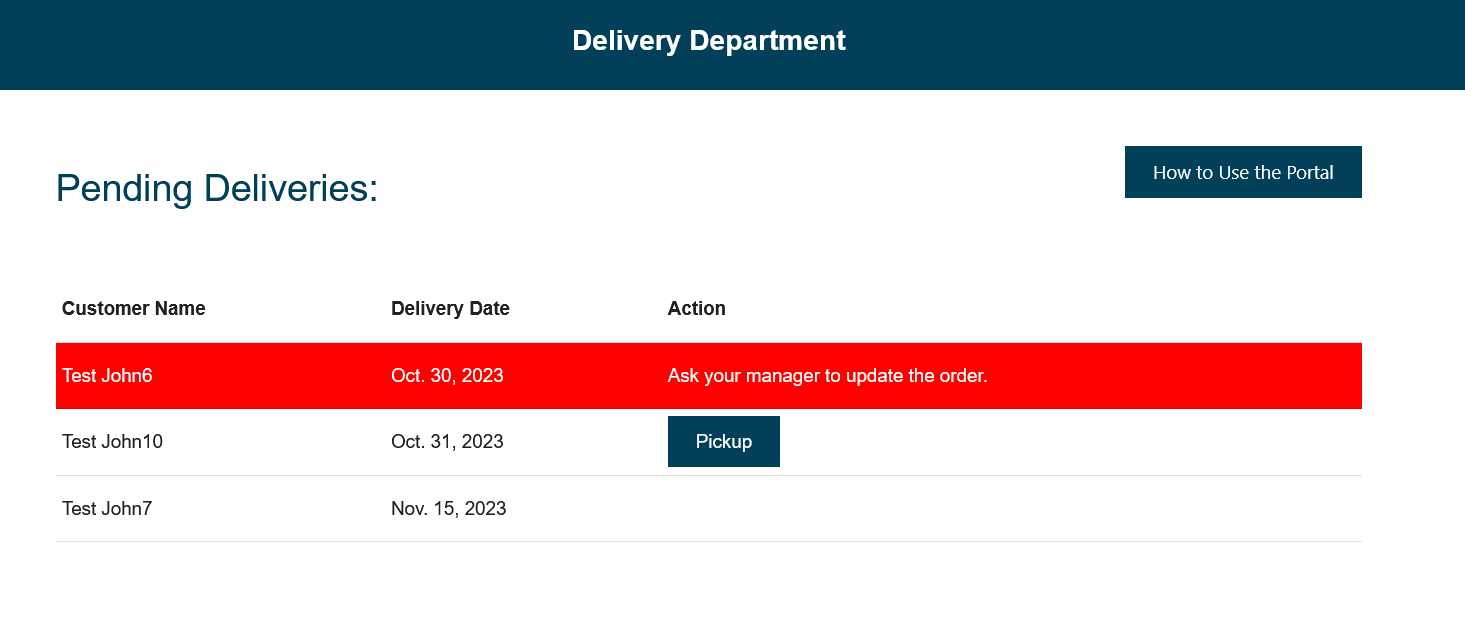 Delivery Department
How to Use the Portal
Pending Deliveries:
Customer Name Delivery Date Action
Test John6 Oct. 30, 2023 Ask your manager to update the order.
Test John10 Oct. 31, 2023 Pickup
Test John7 Nov. 15, 2023